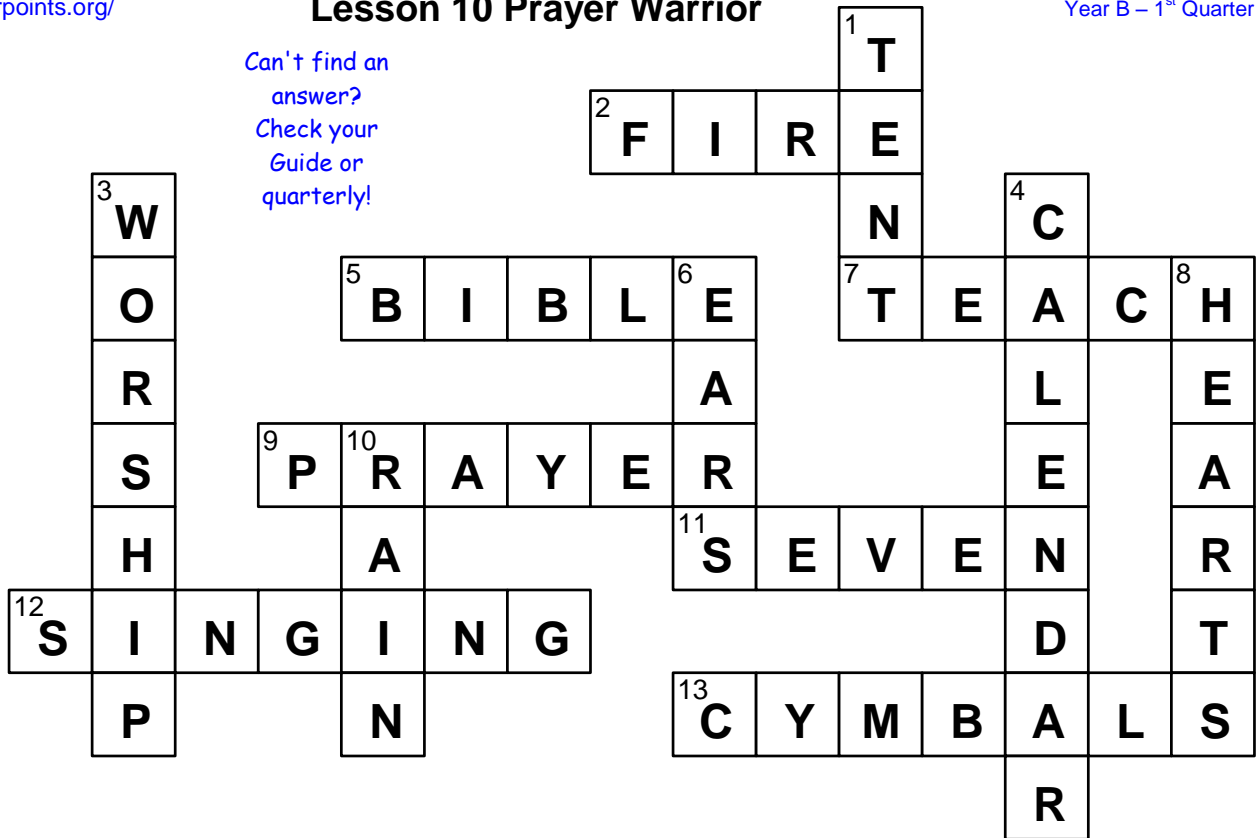 rpoints.org/
Lesson 10 Prayer Warrior
Year B – 1st Quarter
Can't find an
answer?
Check your
Guide or
quarterly!
1 T
2 F I R E
3 W N 4 C
O 5 B I B L 6 E 7 T E A C 8 H
R A L E
S 9 P 10 R A Y E R E A
H A 11 S E V E N R
12 S I N G I N G D T
P N 13 C Y M B A L S
R